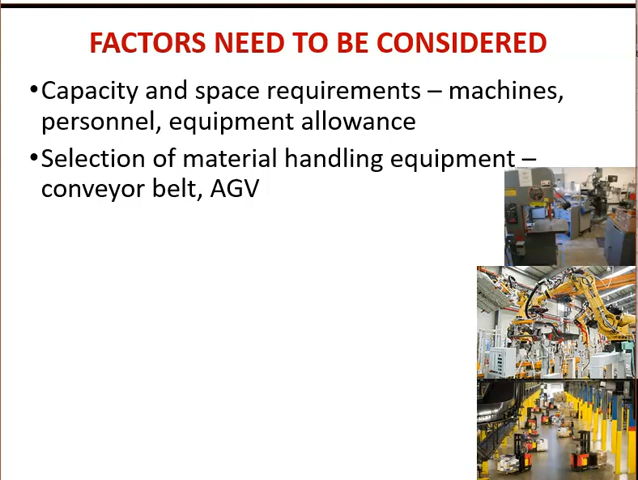 FACTORS NEED TO BE CONSIDERED
•Capacity and space requirements – machines,
personnel, equipment allowance
•Selection of material handling equipment –
conveyor belt, AGV